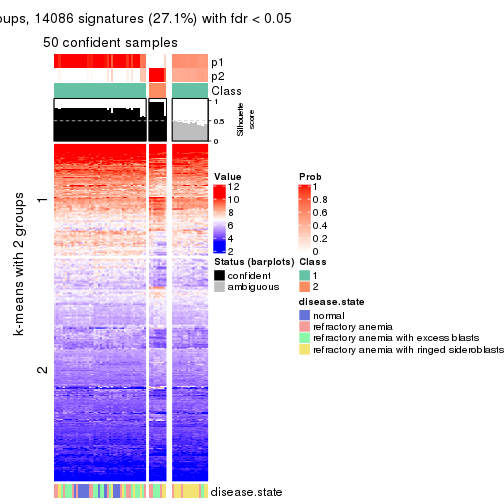 oups, 14086 signatures (27.1%) with fdr < 0.05
50 confident samples
p1
p2
Class
1
0.5
0
Silhouette
score
k-means with 2 groups
1
2
Value
12
10
8
6
4
2
Prob
1
0.8
0.6
0.4
0.2
0
Status (barplots)
confident
ambiguous
Class
1
2
disease.state
normal
refractory anemia
refractory anemia with excess blasts
refractory anemia with ringed sideroblasts
disease.state